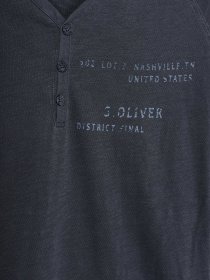 LOT 7 NASHVILLE.TN
UNITED STATES
S.OLIVER
DISTRICT FINAL